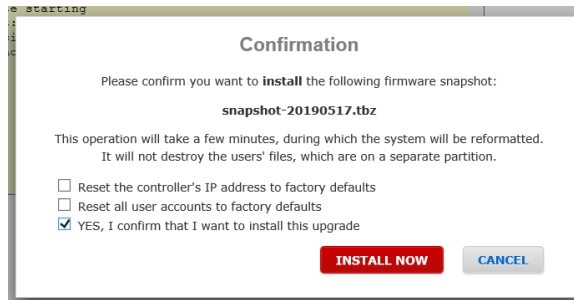 e starting
Confirmation
Please confirm you want to install the following firmware snapshot:
snapshot-20190517.tbz
This operation will take a few minutes, during which the system will be reformatted.
It will not destroy the users' files, which are on a separate partition.
Reset the controller's IP address to factory defaults
Reset all user accounts to factory defaults
YES, I confirm that I want to install this upgrade
INSTALL NOW
CANCEL